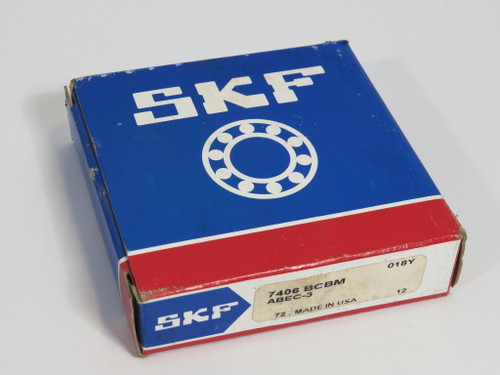 SKF
7406 BCBM 018Y
ABEC-3
72 - MADE IN USA 12
SKF